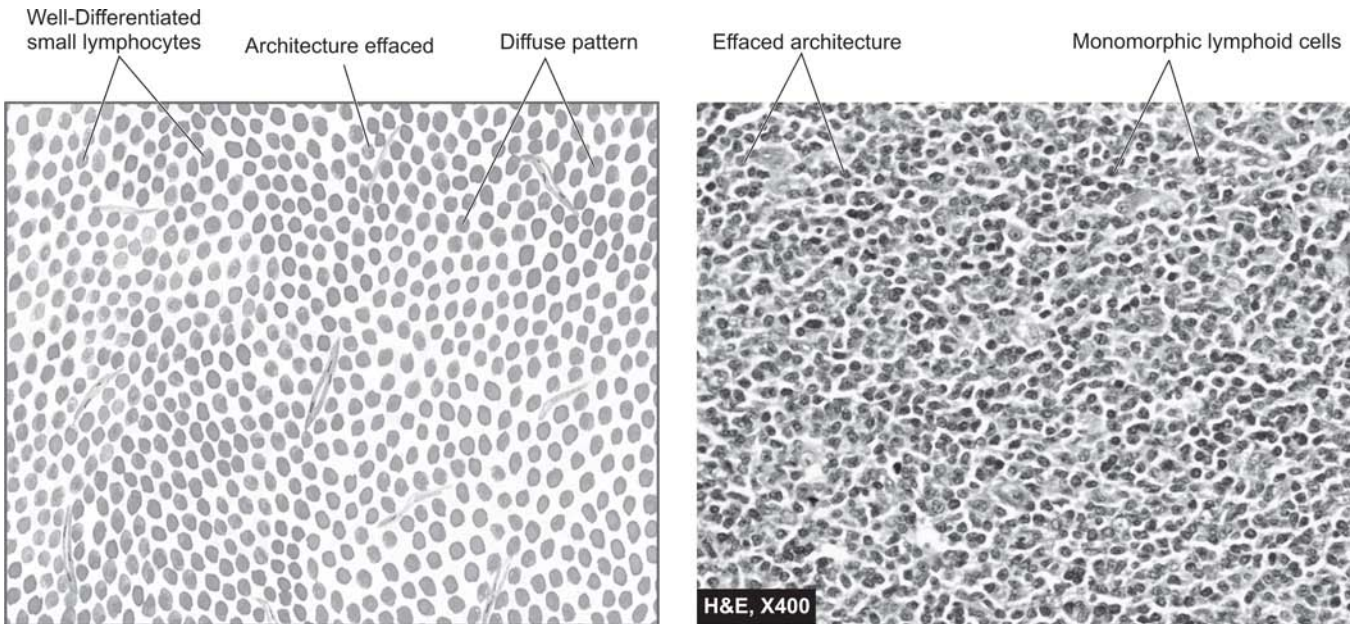 Well-Differentiated
small lymphocytes
Architecture effaced
Diffuse pattern
Effaced architecture
Monomorphic lymphoid cells
H&E, X400